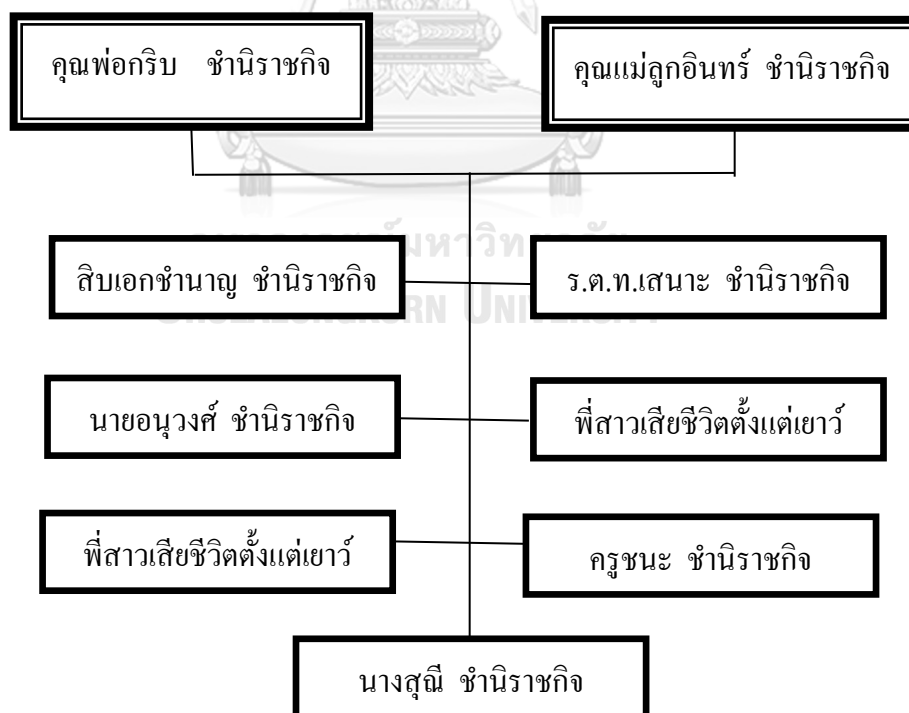 คุณพ่อกริบ ชำนิราชกิจ
คุณแม่ลูกอินทร์ ชำนิราชกิจ
สิบเอกชำนาญ ชำนิราชกิจ
ร.ต.ท.เสนาะ ชำนิราชกิจ
นายอนุวงศ์ ชำนิราชกิจ
พี่สาวเสียชีวิตตั้งแต่เยาว์
พี่สาวเสียชีวิตตั้งแต่เยาว์
ครูชนะ ชำนิราชกิจ
นางสุณี ชำนิราชกิจ